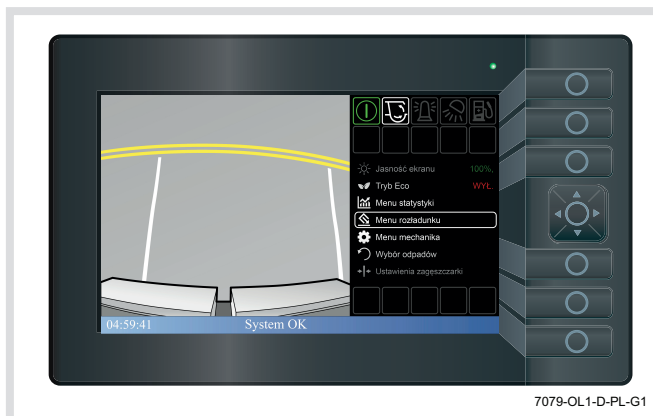 Jasność ekranu 100%,
Tryb Eco WYŁ.
Menu statystyki
Menu rozładunku
Menu mechanika
Wybór odpadów
Ustawienia zagęszczarki
04:59:41 System OK
7079-OL1-D-PL-G1